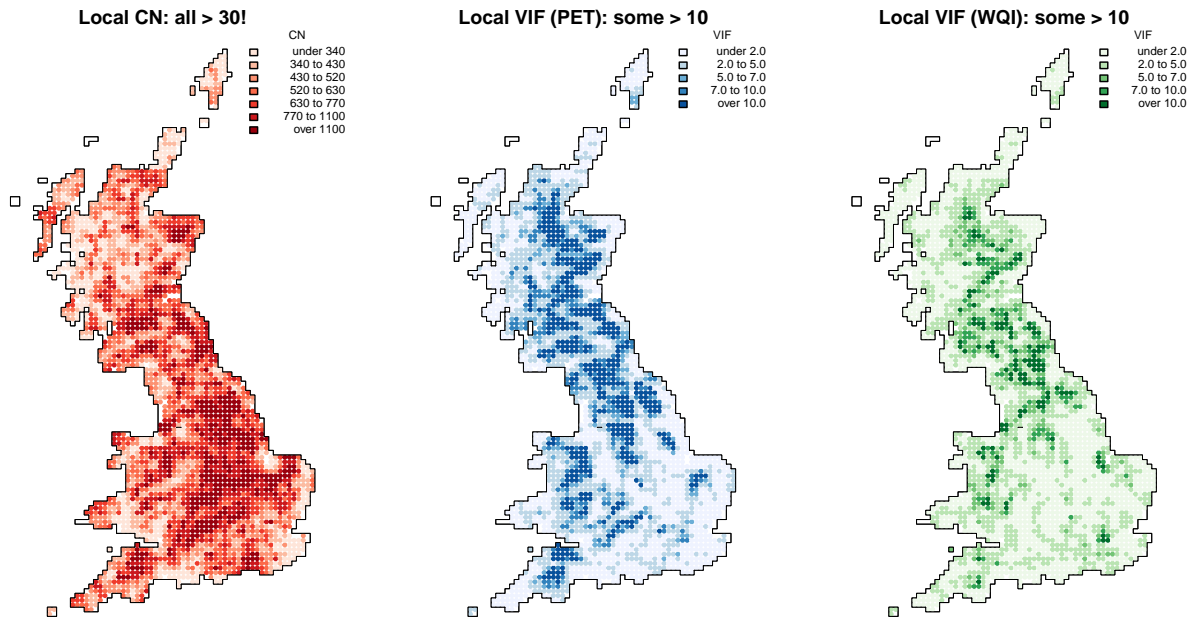 Local CN: all > 30!
CN
under 340
340 to 430
430 to 520
520 to 630
630 to 770
770 to 1100
over 1100
Local VIF (PET): some > 10
VIF
under 2.0
2.0 to 5.0
5.0 to 7.0
7.0 to 10.0
over 10.0
Local VIF (WQI): some > 10
VIF
under 2.0
2.0 to 5.0
5.0 to 7.0
7.0 to 10.0
over 10.0